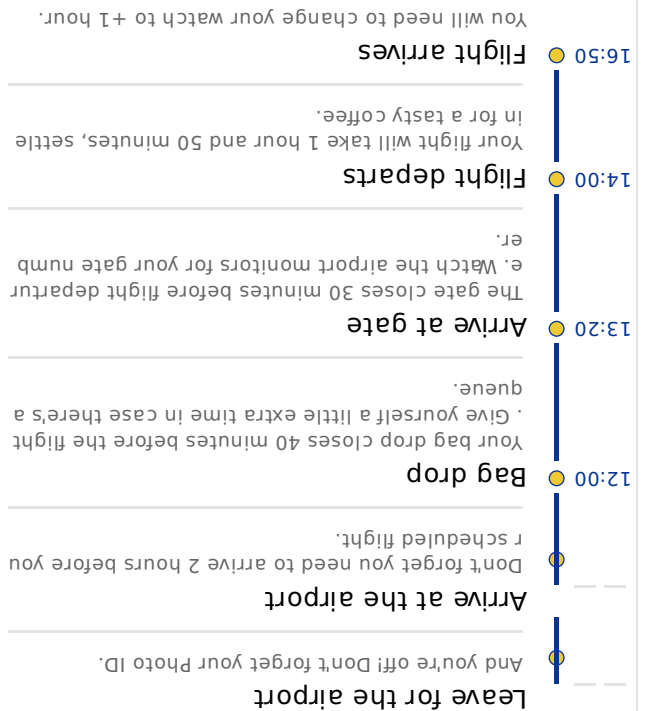 Leave for the airport
And you're off! Don't forget your Photo ID.
Arrive at the airport
Don't forget you need to arrive 2 hours before you
r scheduled flight.
12:00 Bag drop
Your bag drop closes 40 minutes before the flight
. Give yourself a little extra time in case there's a
queue.
13:20 Arrive at gate
The gate closes 30 minutes before flight departur
e. Watch the airport monitors for your gate numb
er.
14:00 Flight departs
Your flight will take 1 hour and 50 minutes, settle
in for a tasty coffee.
16:50 Flight arrives
You will need to change your watch to +1 hour.